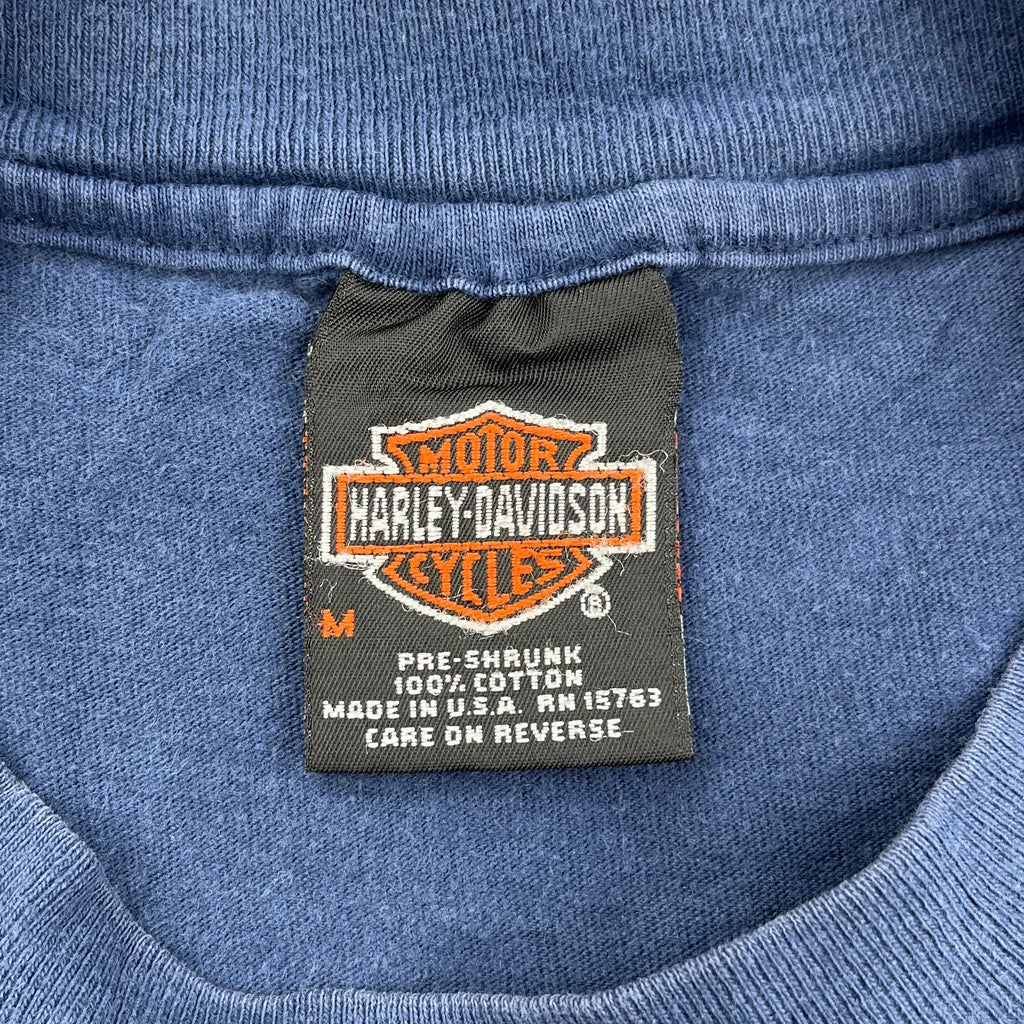 MOTOR
HARLEY-DAVIDSON
CYCLES
®
M
PRE-SHRUNK
100% COTTON
MADE IN U.S.A. RN 15763
CARE ON REVERSE